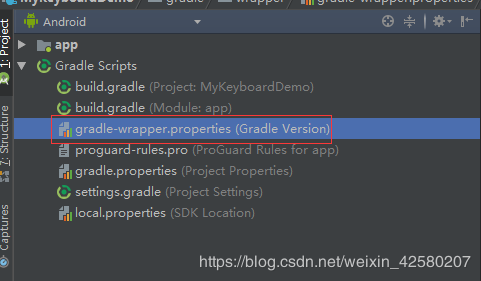 MyKeyboardDemo gradle wrapper gradle-wrapper.properties
Android
app
Gradle Scripts
build.gradle (Project: MyKeyboardDemo)
build.gradle (Module: app)
gradle-wrapper.properties (Gradle Version)
proguard-rules.pro (ProGuard Rules for app)
gradle.properties (Project Properties)
settings.gradle (Project Settings)
local.properties (SDK Location)
1: Project
7: Structure
Captures
https://blog.csdn.net/weixin_42580207